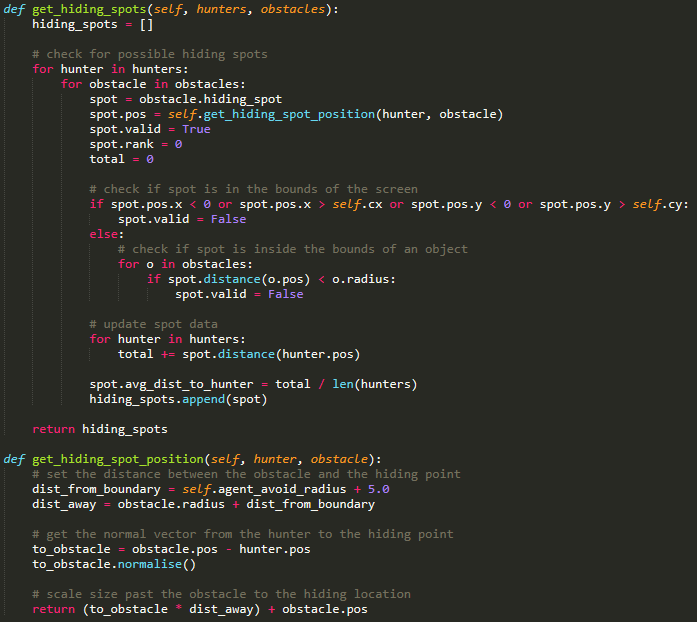 def get_hiding_spots(self, hunters, obstacles):
    hiding_spots = []

    # check for possible hiding spots
    for hunter in hunters:
        for obstacle in obstacles:
            spot = obstacle.hiding_spot
            spot.pos = self.get_hiding_spot_position(hunter, obstacle)
            spot.valid = True
            spot.rank = 0
            total = 0

            # check if spot is in the bounds of the screen
            if spot.pos.x < 0 or spot.pos.x > self.cx or spot.pos.y < 0 or spot.pos.y > self.cy:
                spot.valid = False
            else:
                # check if spot is inside the bounds of an object
                for o in obstacles:
                    if spot.distance(o.pos) < o.radius:
                        spot.valid = False

            # update spot data
            for hunter in hunters:
                total += spot.distance(hunter.pos)

            spot.avg_dist_to_hunter = total / len(hunters)
            hiding_spots.append(spot)

    return hiding_spots

def get_hiding_spot_position(self, hunter, obstacle):
    # set the distance between the obstacle and the hiding point
    dist_from_boundary = self.agent_avoid_radius + 5.0
    dist_away = obstacle.radius + dist_from_boundary

    # get the normal vector from the hunter to the hiding point
    to_obstacle = obstacle.pos - hunter.pos
    to_obstacle.normalise()

    # scale size past the obstacle to the hiding location
    return (to_obstacle * dist_away) + obstacle.pos